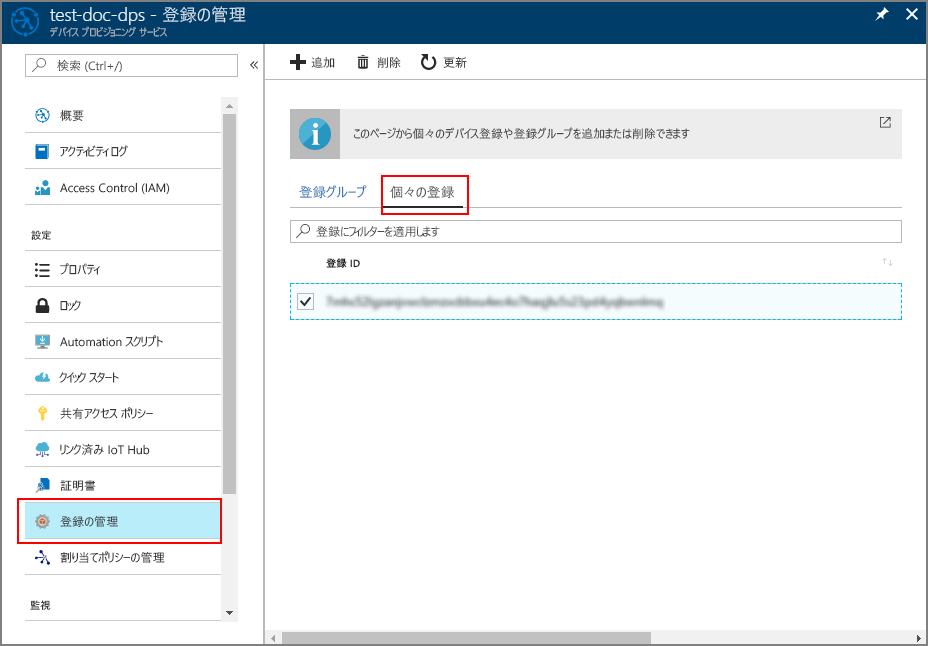 test-doc-dps - 登録の管理
デバイス プロビジョニング サービス
検索 (Ctrl+/)
概要
アクティビティログ
Access Control (IAM)
設定
プロパティ
ロック
Automation スクリプト
クイック スタート
共有アクセス ポリシー
リンク済み IoT Hub
証明書
登録の管理
割り当てポリシーの管理
監視
追加
削除
更新
このページから個々のデバイス登録や登録グループを追加または削除できます
登録グループ
個々の登録
登録にフィルターを適用します
登録 ID